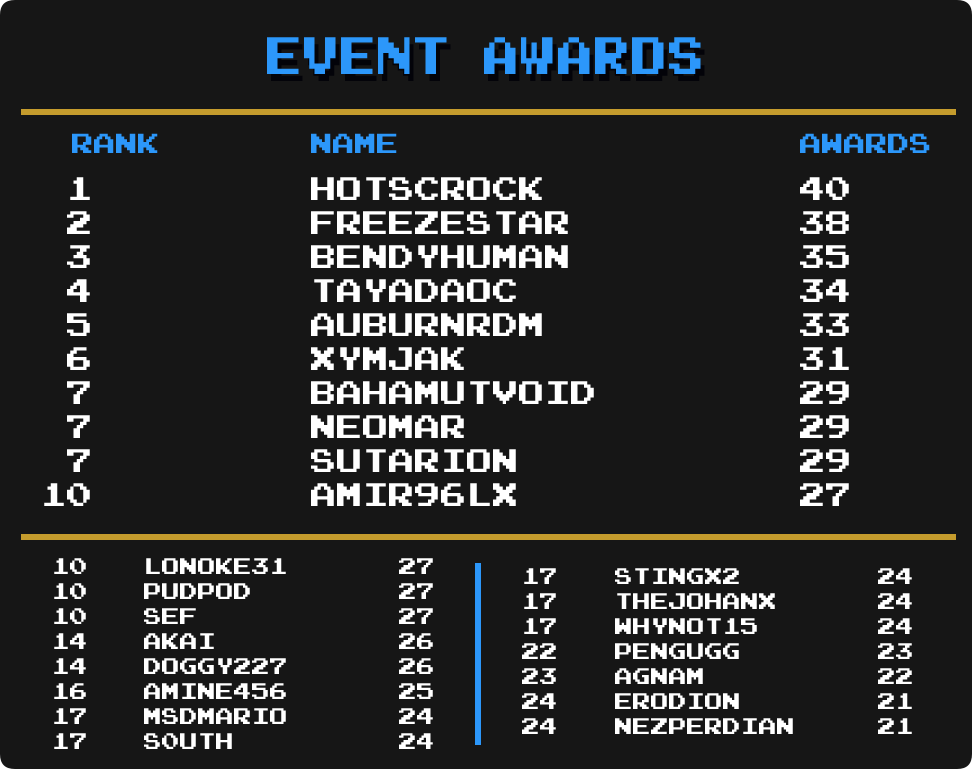 EVENT AWARDS
RANK NAME AWARDS
1 HOTSCROCK 40
2 FREEZESTAR 38
3 BENDYHUMAN 35
4 TAYADAOC 34
5 AUBURNRDM 33
6 XYMJAK 31
7 BAHAMUTVOID 29
7 NEOMAR 29
7 SUTARION 29
10 AMIR96LX 27
10 LONOKE31 27
10 PUDPOD 27
10 SEF 27
14 AKAI 26
14 DOGGY227 26
16 AMINE456 25
17 MSDMARIO 24
17 SOUTH 24
17 STINGX2 24
17 THEJOHANX 24
17 WHYNOT15 24
22 PENGUGG 23
23 AGNAM 22
24 ERODION 21
24 NEZPERDIAN 21